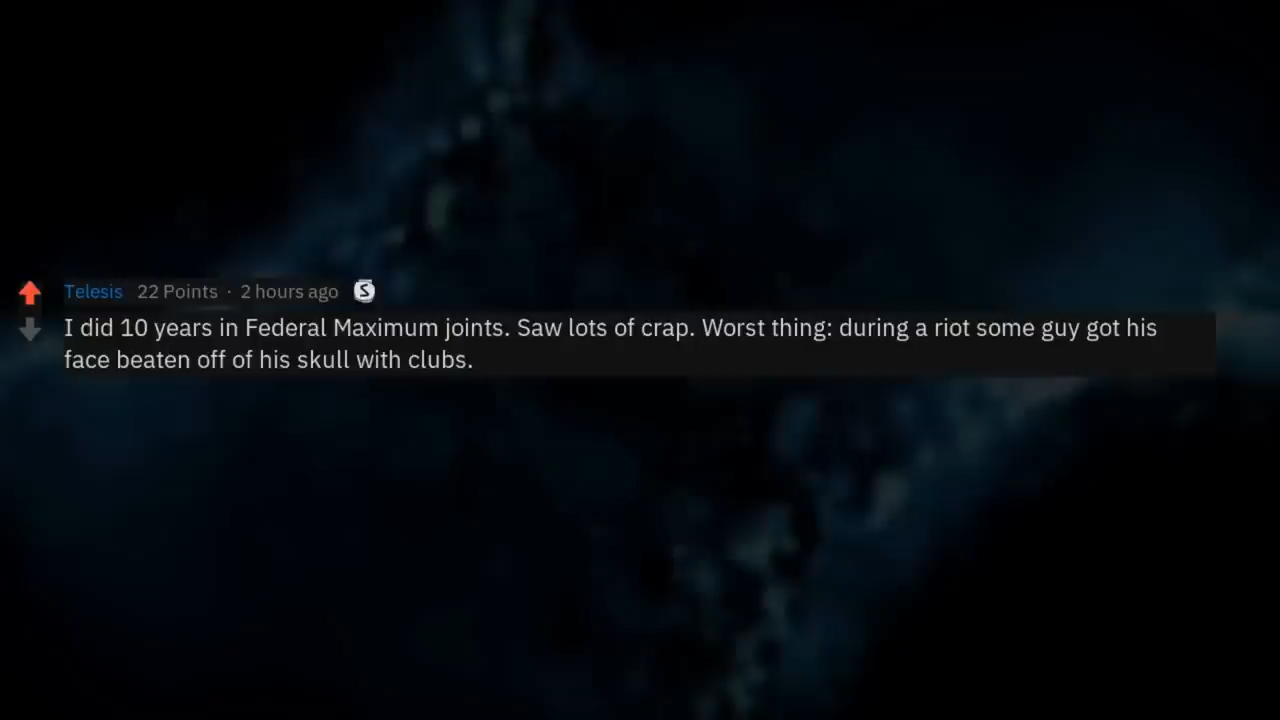 Telesis 22 Points · 2 hours ago S
I did 10 years in Federal Maximum joints. Saw lots of crap. Worst thing: during a riot some guy got his
face beaten off of his skull with clubs.